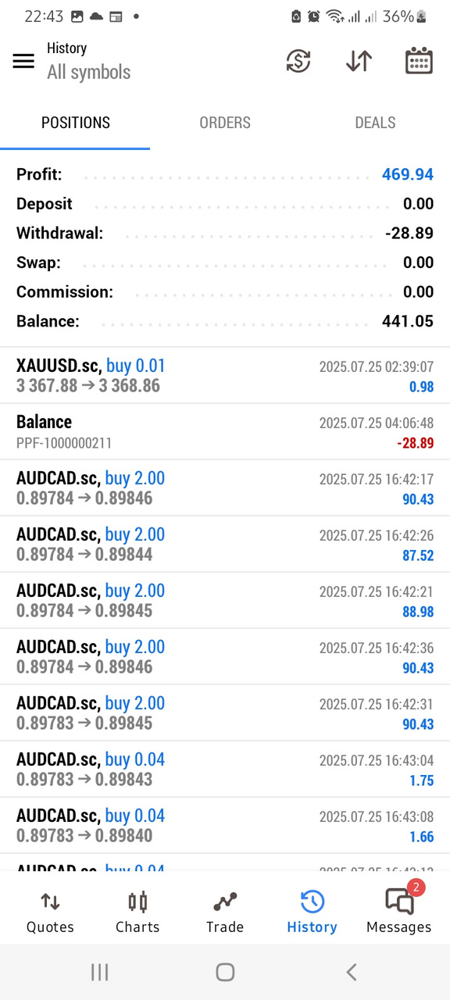 22:43
36%
History
All symbols
POSITIONS ORDERS DEALS
Profit: 469.94
Deposit 0.00
Withdrawal: -28.89
Swap: 0.00
Commission: 0.00
Balance: 441.05
XAUUSD.sc, buy 0.01 2025.07.25 02:39:07
3 367.88 → 3 368.86 0.98
Balance 2025.07.25 04:06:48
PPF-1000000211 -28.89
AUDCAD.sc, buy 2.00 2025.07.25 16:42:17
0.89784 → 0.89846 90.43
AUDCAD.sc, buy 2.00 2025.07.25 16:42:26
0.89784 → 0.89844 87.52
AUDCAD.sc, buy 2.00 2025.07.25 16:42:21
0.89784 → 0.89845 88.98
AUDCAD.sc, buy 2.00 2025.07.25 16:42:36
0.89784 → 0.89846 90.43
AUDCAD.sc, buy 2.00 2025.07.25 16:42:31
0.89783 → 0.89845 90.43
AUDCAD.sc, buy 0.04 2025.07.25 16:43:04
0.89783 → 0.89843 1.75
AUDCAD.sc, buy 0.04 2025.07.25 16:43:08
0.89783 → 0.89840 1.66
AUDCAD.sc, buy 0.04
2
Quotes Charts Trade History Messages